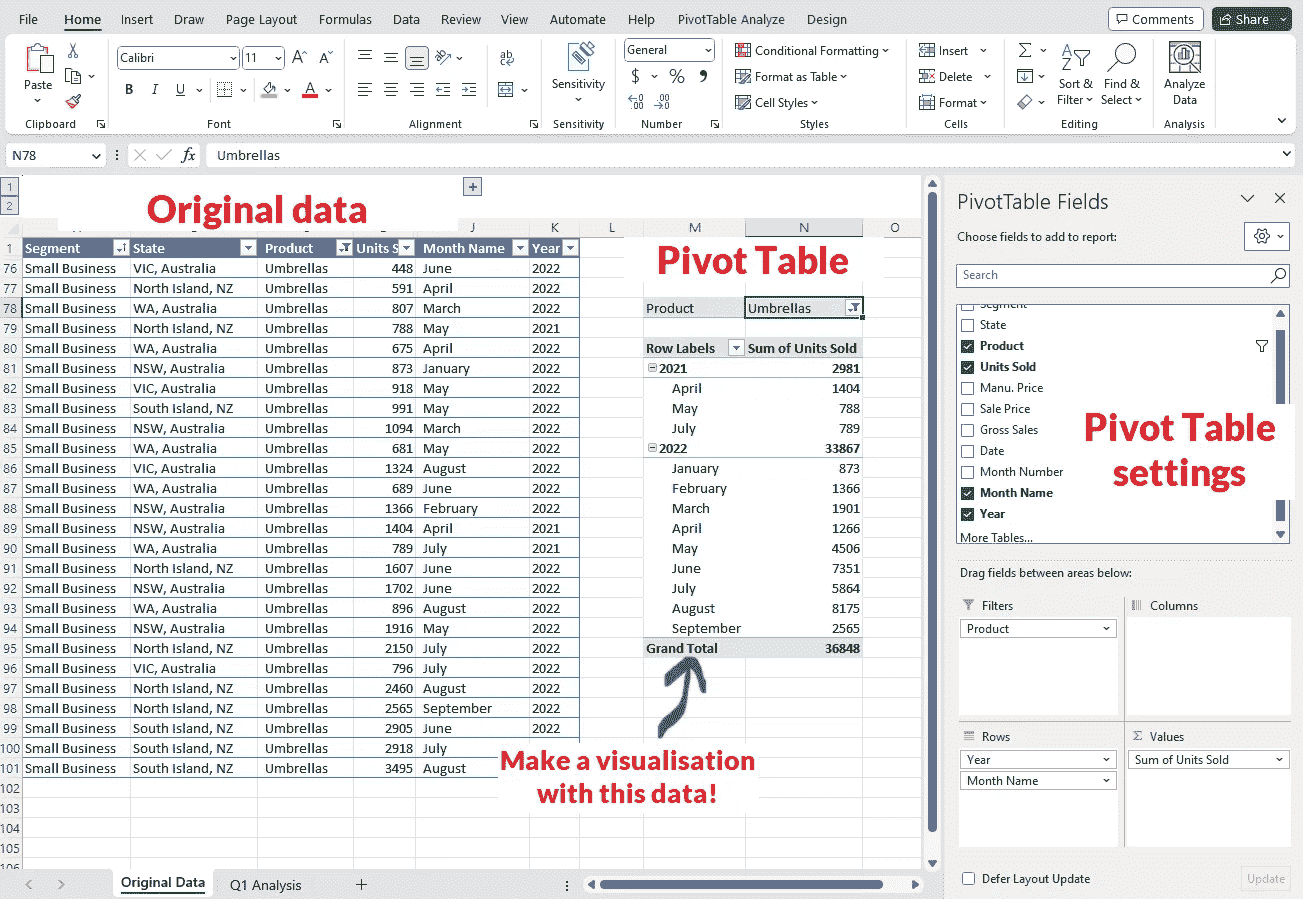 File Home Insert Draw Page Layout Formulas Data Review View Automate Help PivotTable Analyze Design Comments Share
Paste
Clipboard
Calibri 11
B I U A
Font
ab
Alignment
Sensitivity
Sensitivity
General
$ % 9
Number
Conditional Formatting
Format as Table
Cell Styles
Styles
Insert
Delete
Format
Cells
Sort &
Filter
Find &
Select
Editing
Analyze
Data
Analysis
N78 fx Umbrellas
1
2
Original data
J K L M N O
1 Segment State Product Units S Month Name Year
76 Small Business VIC, Australia Umbrellas 448 June 2022
77 Small Business North Island, NZ Umbrellas 591 April 2022
78 Small Business WA, Australia Umbrellas 807 March 2022
79 Small Business North Island, NZ Umbrellas 788 May 2021
80 Small Business WA, Australia Umbrellas 675 April 2022
81 Small Business NSW, Australia Umbrellas 873 January 2022
82 Small Business VIC, Australia Umbrellas 918 May 2022
83 Small Business South Island, NZ Umbrellas 991 May 2022
84 Small Business NSW, Australia Umbrellas 1094 March 2022
85 Small Business WA, Australia Umbrellas 681 May 2022
86 Small Business VIC, Australia Umbrellas 1324 August 2022
87 Small Business WA, Australia Umbrellas 689 June 2022
88 Small Business NSW, Australia Umbrellas 1366 February 2022
89 Small Business NSW, Australia Umbrellas 1404 April 2021
90 Small Business WA, Australia Umbrellas 789 July 2021
91 Small Business North Island, NZ Umbrellas 1607 June 2022
92 Small Business NSW, Australia Umbrellas 1702 June 2022
93 Small Business WA, Australia Umbrellas 896 August 2022
94 Small Business NSW, Australia Umbrellas 1916 May 2022
95 Small Business North Island, NZ Umbrellas 2150 July 2022
96 Small Business VIC, Australia Umbrellas 796 July 2022
97 Small Business North Island, NZ Umbrellas 2460 August 2022
98 Small Business North Island, NZ Umbrellas 2565 September 2022
99 Small Business South Island, NZ Umbrellas 2905 June 2022
100 Small Business South Island, NZ Umbrellas 2918 July
101 Small Business South Island, NZ Umbrellas 3495 August
102
103
104
105
106
Pivot Table
Product Umbrellas
Row Labels Sum of Units Sold
2021 2981
April 1404
May 788
July 789
2022 33867
January 873
February 1366
March 1901
April 1266
May 4506
June 7351
July 5864
August 8175
September 2565
Grand Total 36848
Make a visualisation
with this data!
Original Data Q1 Analysis
PivotTable Fields
Choose fields to add to report:
Search
Segment
State
Product
Units Sold
Manu. Price
Sale Price
Gross Sales
Date
Month Number
Month Name
Year
More Tables...
Pivot Table
settings
Drag fields between areas below:
Filters
Product
Columns
Rows
Year
Month Name
Σ Values
Sum of Units Sold
Defer Layout Update Update